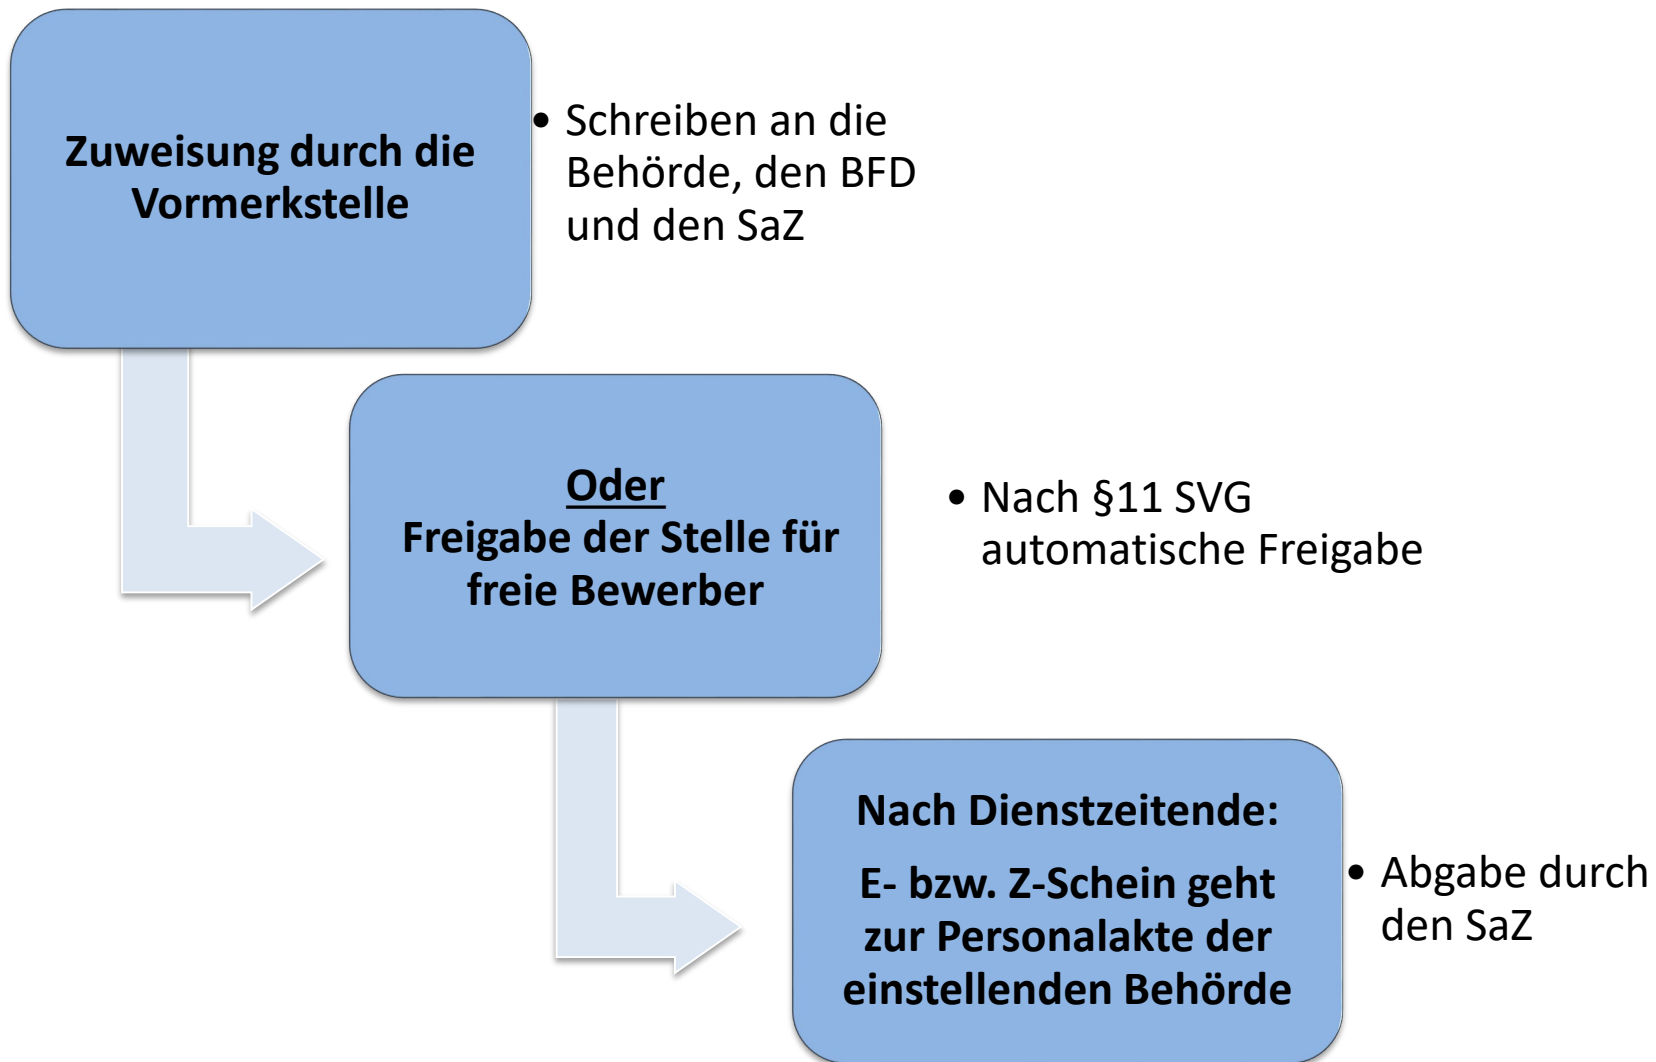 Zuweisung durch die
Vormerkstelle
• Schreiben an die
Behörde, den BFD
und den SaZ
Oder
Freigabe der Stelle für
freie Bewerber
• Nach §11 SVG
automatische Freigabe
Nach Dienstzeitende:
E- bzw. Z-Schein geht
zur Personalakte der
einstellenden Behörde
• Abgabe durch
den SaZ